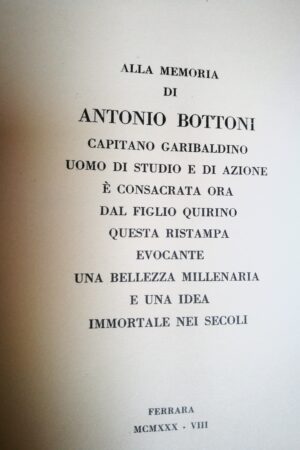 ALLA MEMORIA
DI
ANTONIO BOTTONI
CAPITANO GARIBALDINO
UOMO DI STUDIO E DI AZIONE
È CONSACRATA ORA
DAL FIGLIO QUIRINO
QUESTA RISTAMPA
EVOCANTE
UNA BELLEZZA MILLENARIA
E UNA IDEA
IMMORTALE NEI SECOLI
FERRARA
MCMXXX - VIII